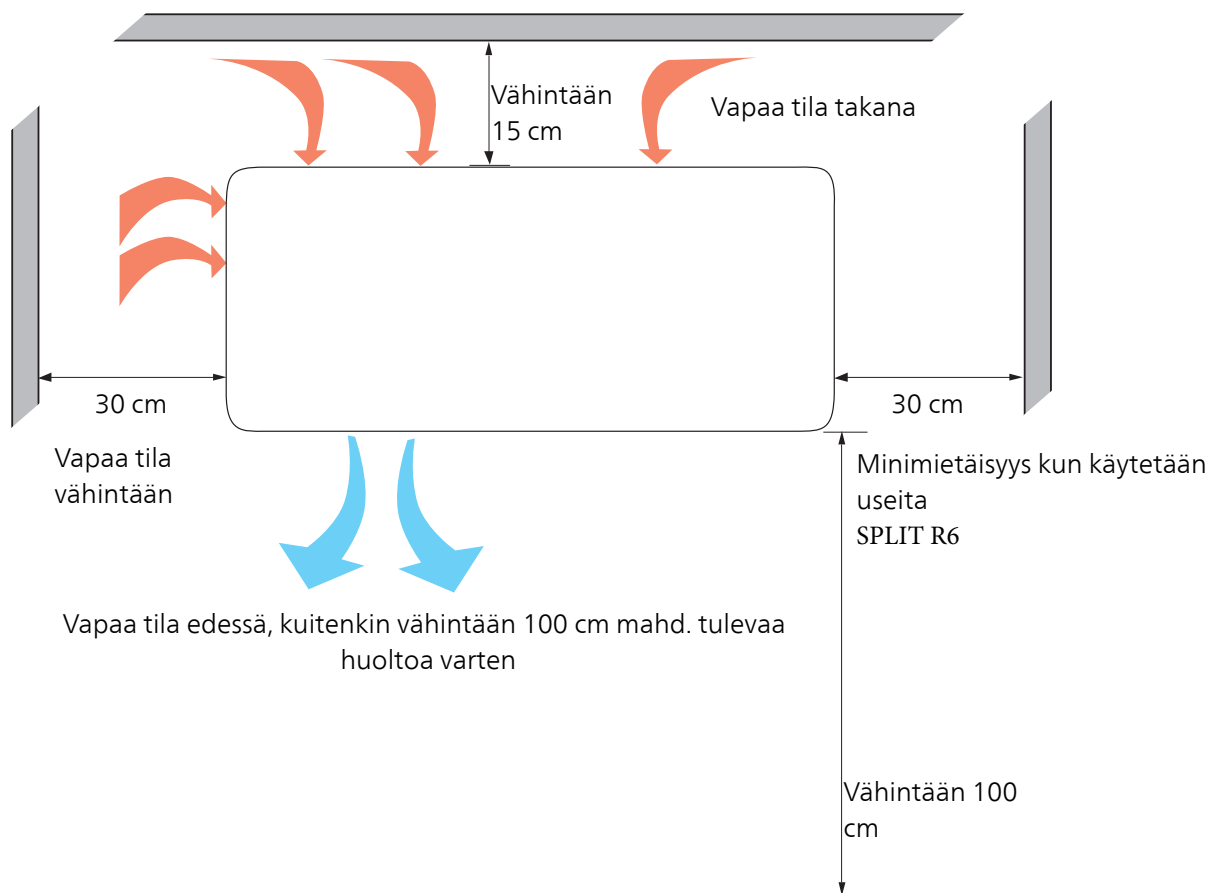 Vähintään
15 cm
Vapaa tila takana
30 cm
30 cm
Vapaa tila
vähintään
Minimietäisyys kun käytetään
useita
SPLIT R6
Vapaa tila edessä, kuitenkin vähintään 100 cm mahd. tulevaa
huoltoa varten
Vähintään 100
cm